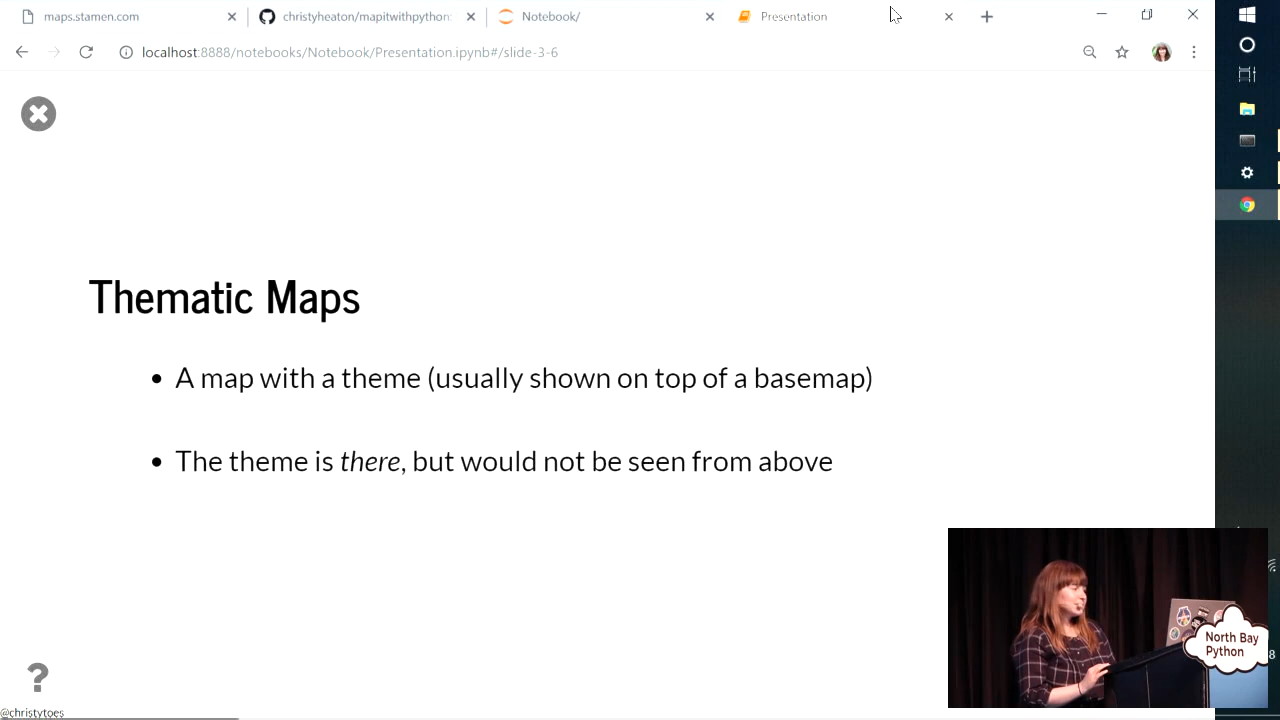 maps.stamen.com
christyheaton/mapitwithpython
Notebook/
Presentation
localhost:8888/notebooks/Notebook/Presentation.ipynb#/slide-3-6
Thematic Maps
A map with a theme (usually shown on top of a basemap)
The theme is there, but would not be seen from above
North Bay
Python
8
?
@christytoes